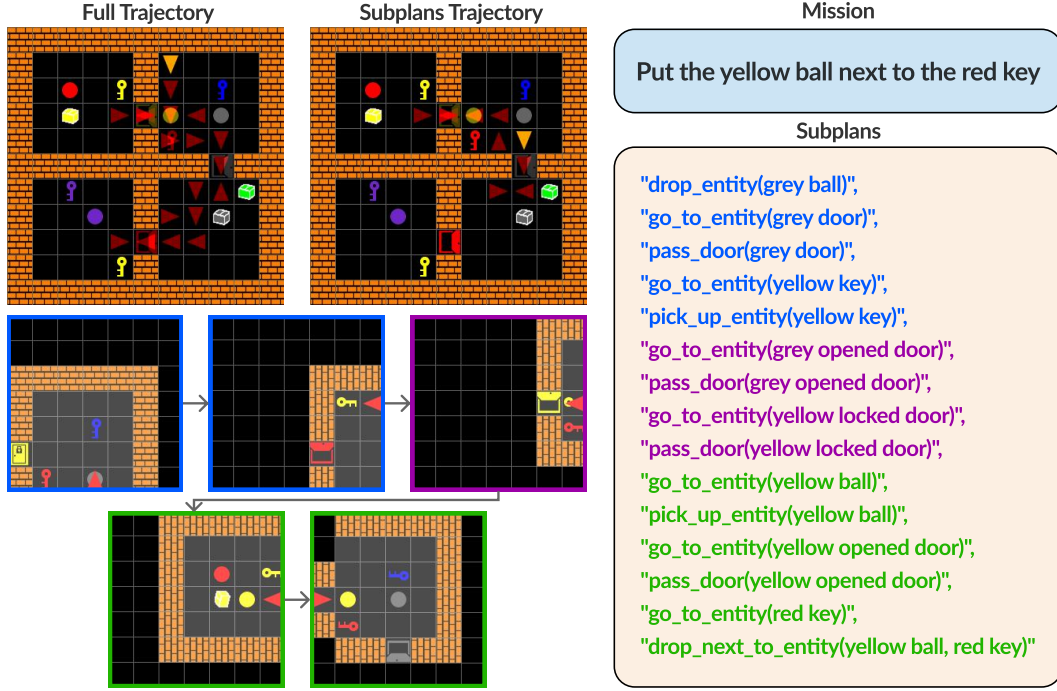 Full Trajectory
Subplans Trajectory
Mission
Put the yellow ball next to the red key
Subplans
"drop_entity(grey ball)",
"go_to_entity(grey door)",
"pass_door(grey door)",
"go_to_entity(yellow key)",
"pick_up_entity(yellow key)",
"go_to_entity(grey opened door)",
"pass_door(grey opened door)",
"go_to_entity(yellow locked door)",
"pass_door(yellow locked door)",
"go_to_entity(yellow ball)",
"pick_up_entity(yellow ball)",
"go_to_entity(yellow opened door)",
"pass_door(yellow opened door)",
"go_to_entity(red key)",
"drop_next_to_entity(yellow ball, red key)"